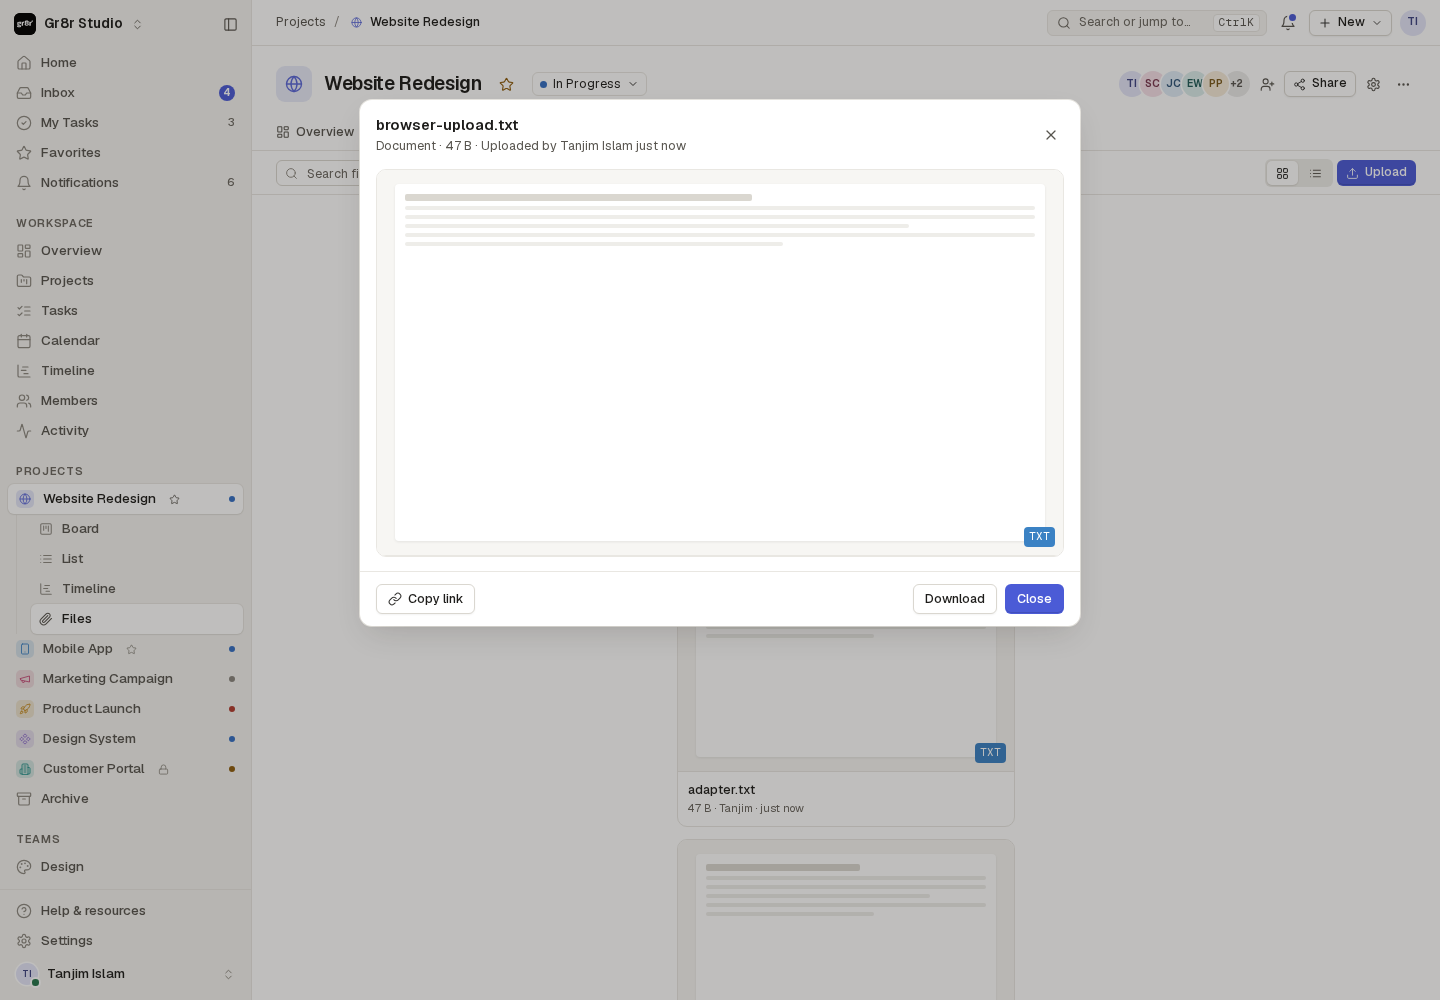 gr8r Gr8r Studio
Home
Inbox 4
My Tasks 3
Favorites
Notifications 6
WORKSPACE
Overview
Projects
Tasks
Calendar
Timeline
Members
Activity
PROJECTS
Website Redesign
Board
List
Timeline
Files
Mobile App
Marketing Campaign
Product Launch
Design System
Customer Portal
Archive
TEAMS
Design
Help & resources
Settings
TI Tanjim Islam
Projects / Website Redesign
Search or jump to... CtrlK
New
TI
Website Redesign
In Progress
TI SC JC EW PP +2
Share
Overview
Search fi
Upload
browser-upload.txt
Document · 47 B · Uploaded by Tanjim Islam just now
TXT
Copy link
Download
Close
TXT
adapter.txt
47 B · Tanjim · just now